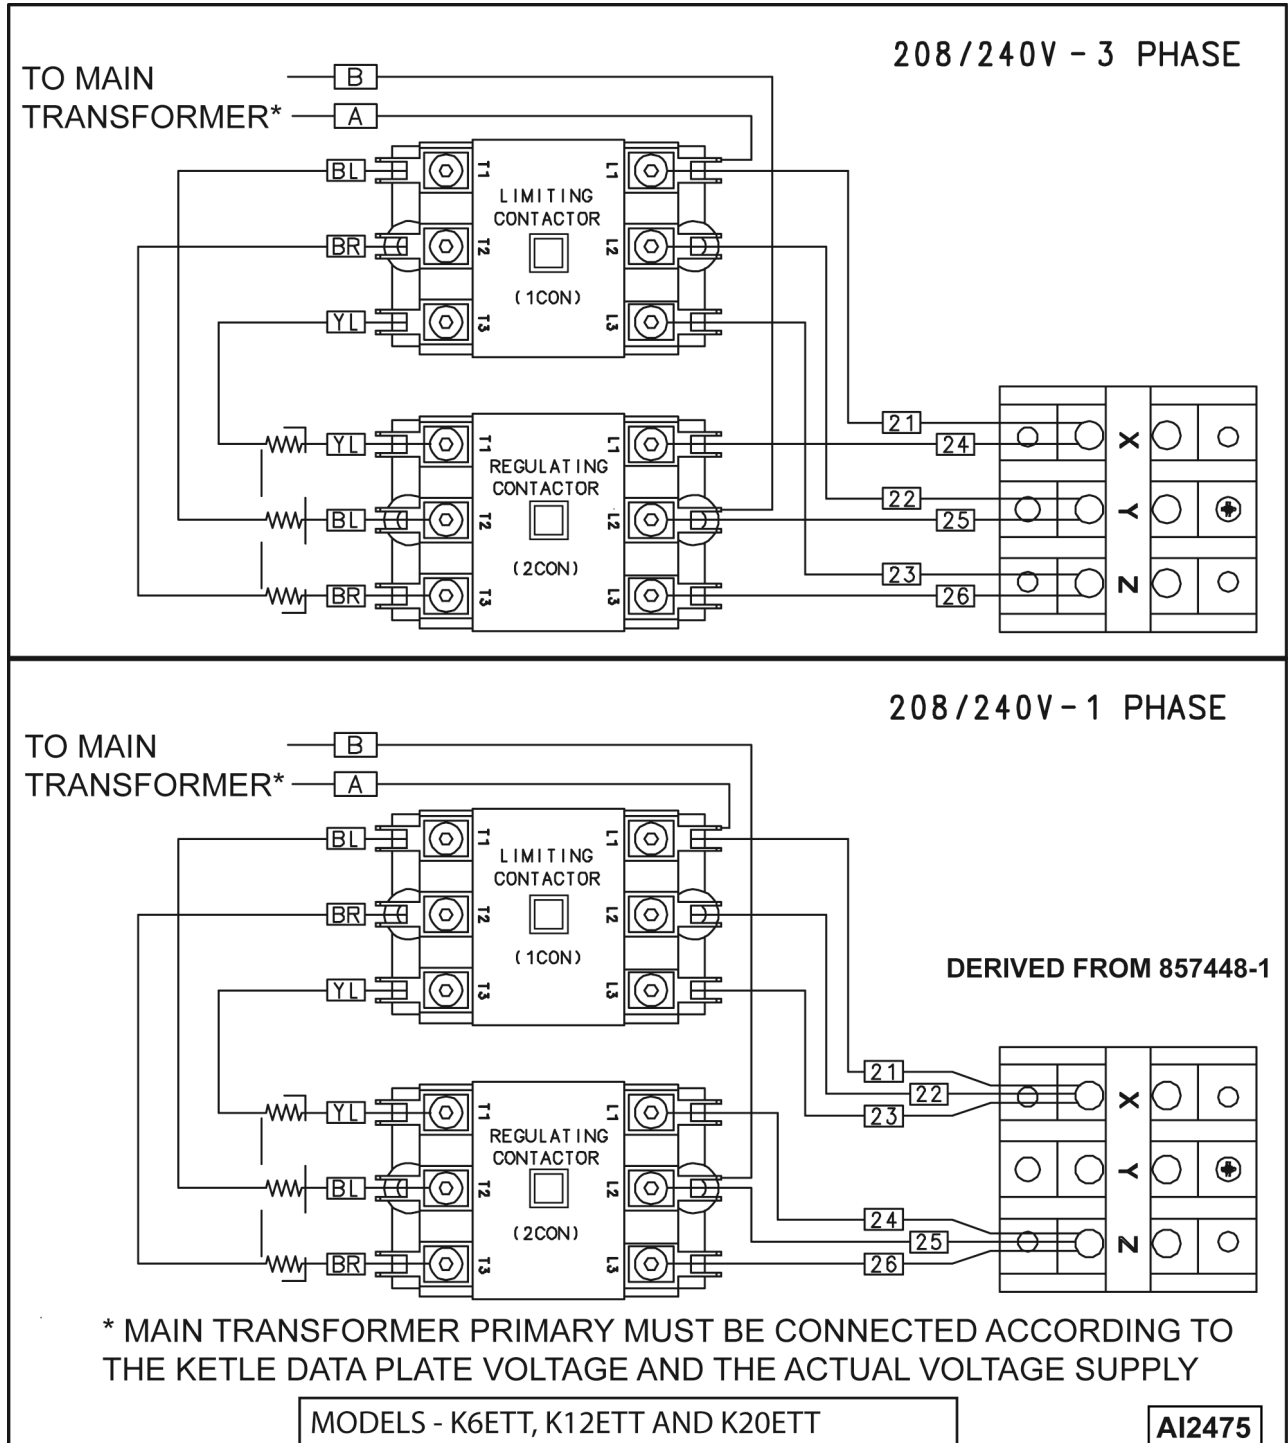 208/240V-3 PHASE
TO MAIN
TRANSFORMER*
B
A
BL
T1
L1
LIMITING
CONTACTOR
BR
T2
L2
(1CON)
YL
T3
L3
21
YL
T1
L1
24
X
REGULATING
CONTACTOR
22
BL
T2
L2
25
Y
(2CON)
23
BR
T3
L3
26
Z
208/240V-1 PHASE
TO MAIN
TRANSFORMER*
B
A
BL
T1
L1
LIMITING
CONTACTOR
BR
T2
L2
(1CON)
DERIVED FROM 857448-1
YL
T3
L3
21
22
X
YL
T1
L1
23
REGULATING
CONTACTOR
BL
T2
L2
Y
24
(2CON)
25
Z
BR
T3
L3
26
* MAIN TRANSFORMER PRIMARY MUST BE CONNECTED ACCORDING TO
THE KETLE DATA PLATE VOLTAGE AND THE ACTUAL VOLTAGE SUPPLY
MODELS - K6ETT, K12ETT AND K20ETT
AI2475